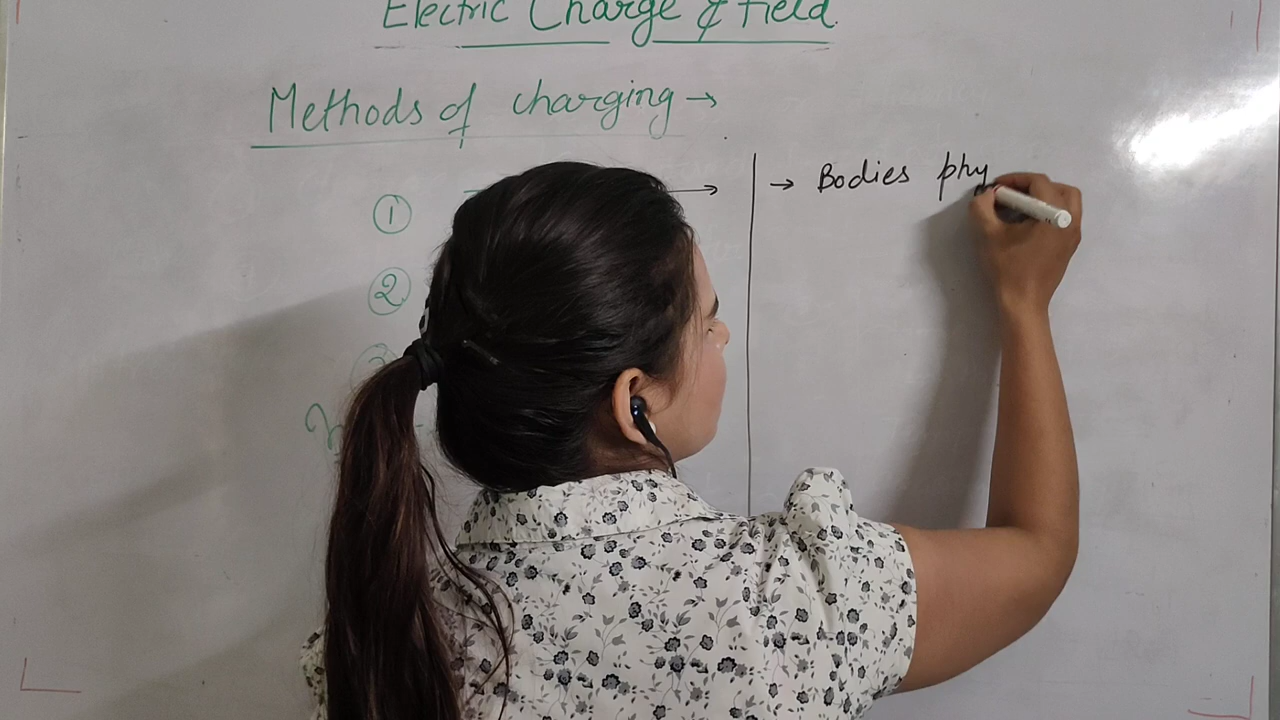 Electric Charge & Field.
Methods of charging →
①
→ → Bodies phy
②